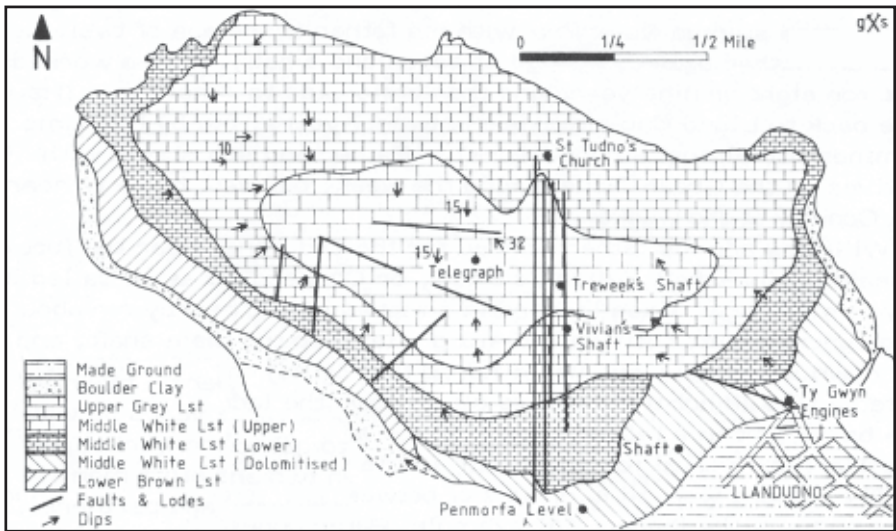 N
0 1/4 1/2 Mile
gXs
10
St Tudno's
Church
15
32
15
Telegraph
Treweek's Shaft
Vivian's
Shaft
Made Ground
Boulder Clay
Upper Grey Lst
Middle White Lst (Upper)
Middle White Lst (Lower)
Middle White Lst (Dolomitised)
Lower Brown Lst
Faults & Lodes
Dips
Ty Gwyn
Engines
Shaft
LLANDUDNO
Penmorfa Level